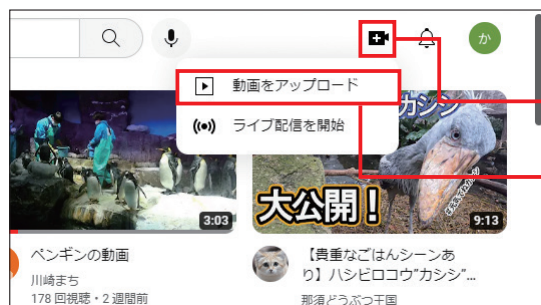 か
動画をアップロード
ライブ配信を開始
カシシ
大公開！
3:03
9:13
ペンギンの動画
川崎まち
178 回視聴・2 週間前
【貴重なごはんシーンあ
り】ハシビロコウ"カシシ"...
那須どうぶつ王国